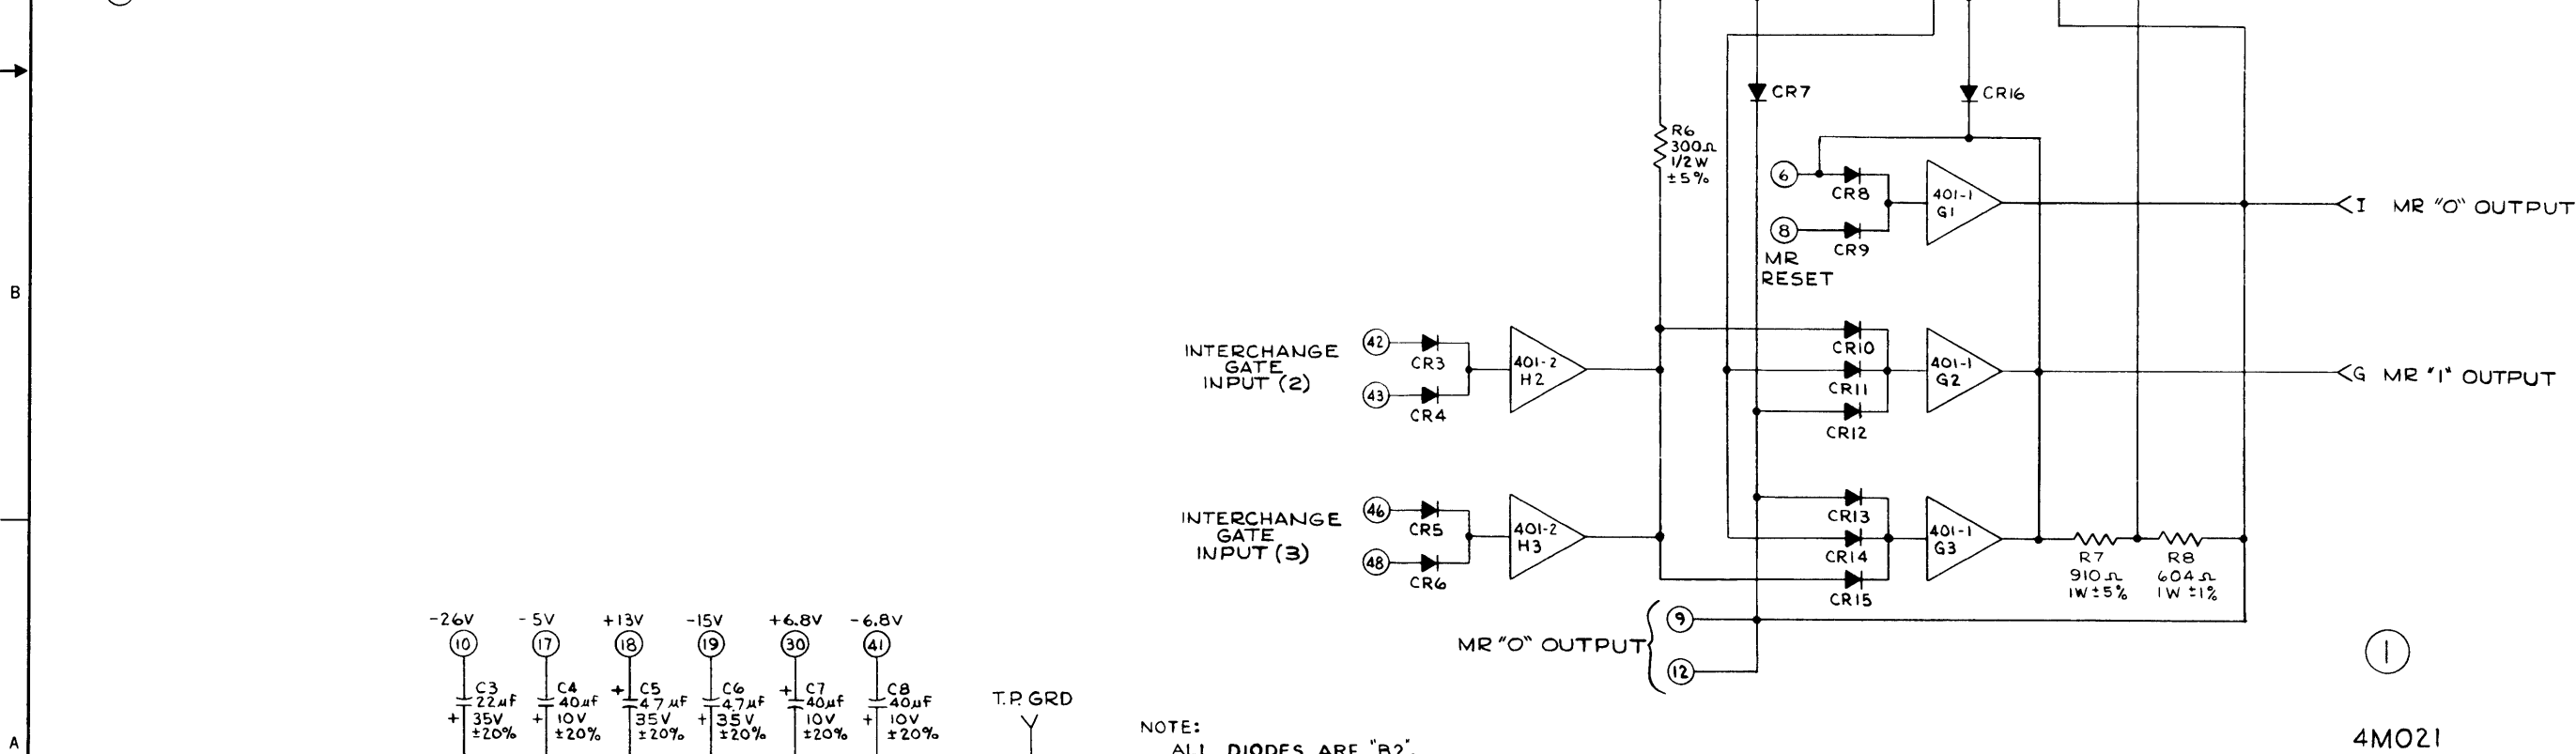 CR7
CR16
R6
300Ω
1/2W
±5%
6
CR8
401-1
G1
I MR "O" OUTPUT
8
CR9
MR
RESET
B
INTERCHANGE
GATE
INPUT (2)
42
CR3
43
CR4
401-2
H2
CR10
CR11
CR12
401-1
G2
G MR "I" OUTPUT
INTERCHANGE
GATE
INPUT (3)
46
CR5
48
CR6
401-2
H3
CR13
CR14
CR15
401-1
G3
R7
910Ω
1W±5%
R8
604Ω
1W ±1%
MR "O" OUTPUT
9
12
1
-26V
10
C3
22µf
+ 35V
±20%
-5V
17
C4
40µf
+ 10V
±20%
+13V
18
+ C5
47µf
35V
±20%
-15V
19
C6
4.7µf
+ 35V
±20%
+6.8V
30
+ C7
40µf
10V
±20%
-6.8V
41
C8
40µf
+ 10V
±20%
T.P. GRD
NOTE:
ALL DIODES ARE "B2".
4M021
A